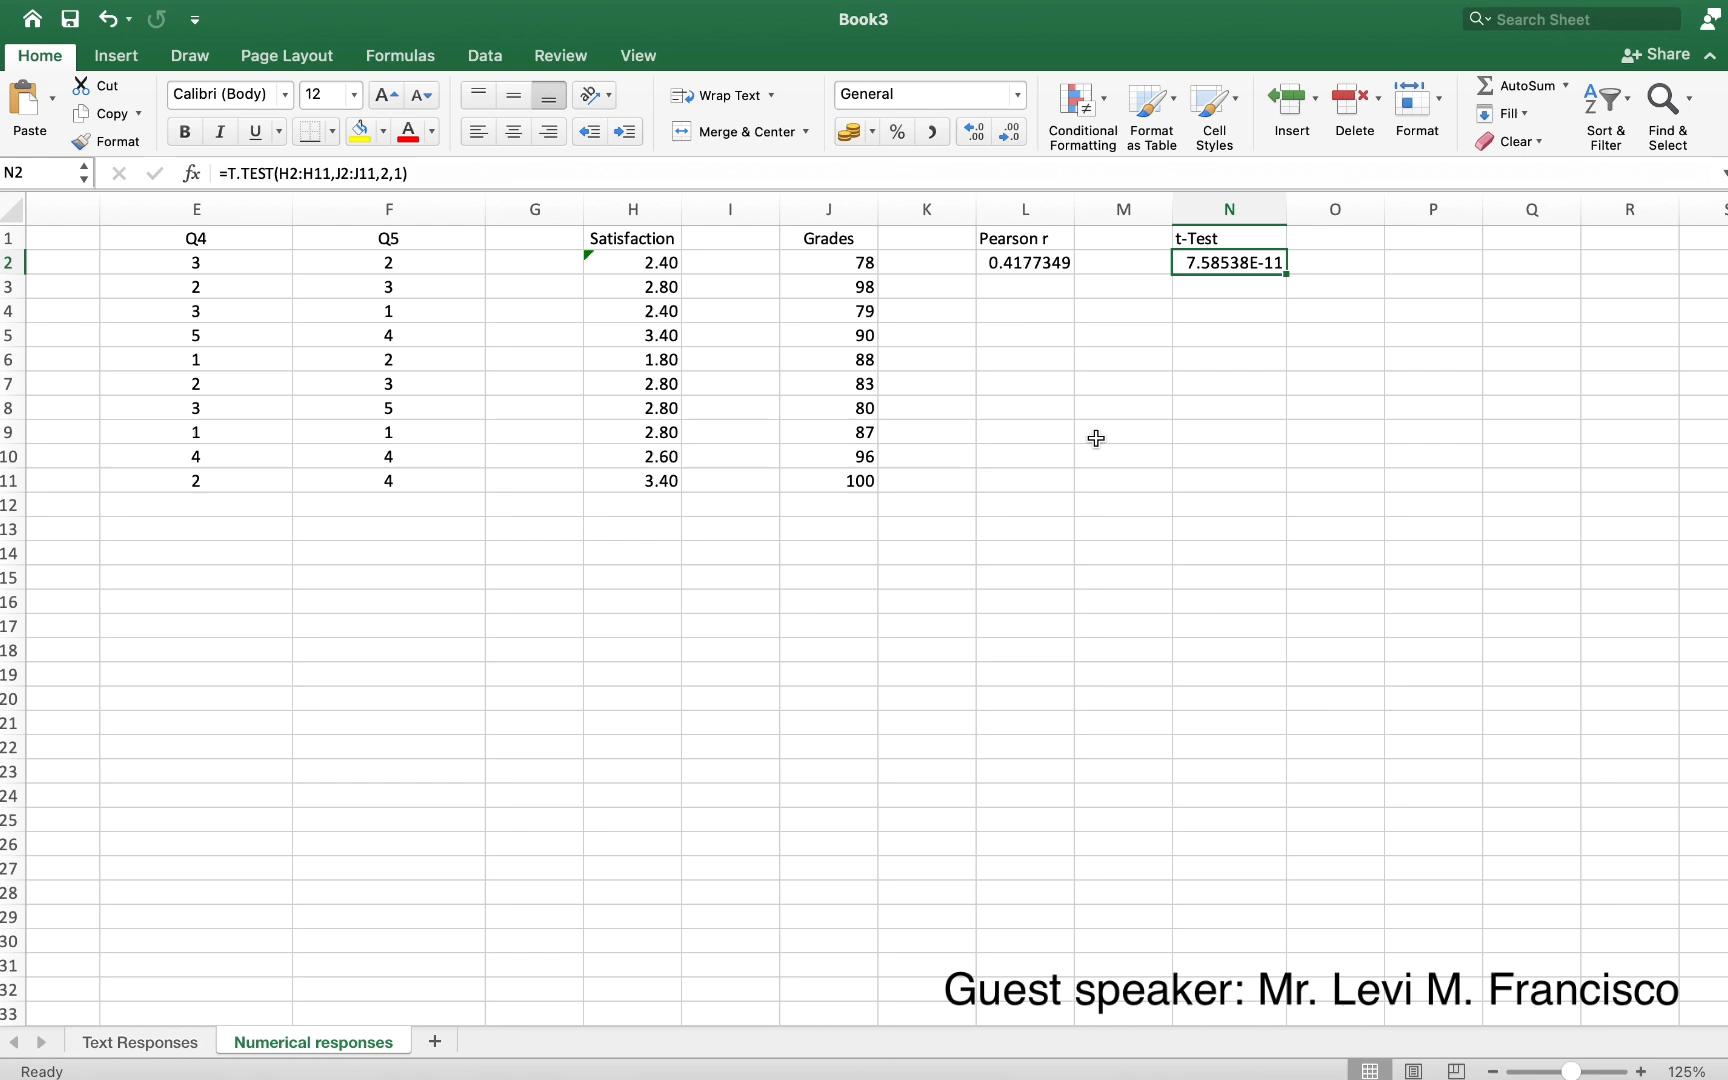 Book3
Search Sheet
Home Insert Draw Page Layout Formulas Data Review View Share
Paste Cut Copy Format
Calibri (Body) 12 A A
B I U A
Wrap Text
Merge & Center
General
% .0 .00 .00 .0
Conditional Formatting
Format as Table
Cell Styles
Insert Delete Format
AutoSum
Fill
Clear
Sort & Filter
Find & Select
N2 fx =T.TEST(H2:H11,J2:J11,2,1)
E F G H I J K L M N O P Q R
1 Q4 Q5 Satisfaction Grades Pearson r t-Test
2 3 2 2.40 78 0.4177349 7.58538E-11
3 2 3 2.80 98
4 3 1 2.40 79
5 5 4 3.40 90
6 1 2 1.80 88
7 2 3 2.80 83
8 3 5 2.80 80
9 1 1 2.80 87
10 4 4 2.60 96
11 2 4 3.40 100
12
13
14
15
16
17
18
19
20
21
22
23
24
25
26
27
28
29
30
31
32
33
Guest speaker: Mr. Levi M. Francisco
Text Responses Numerical responses +
Ready 125%